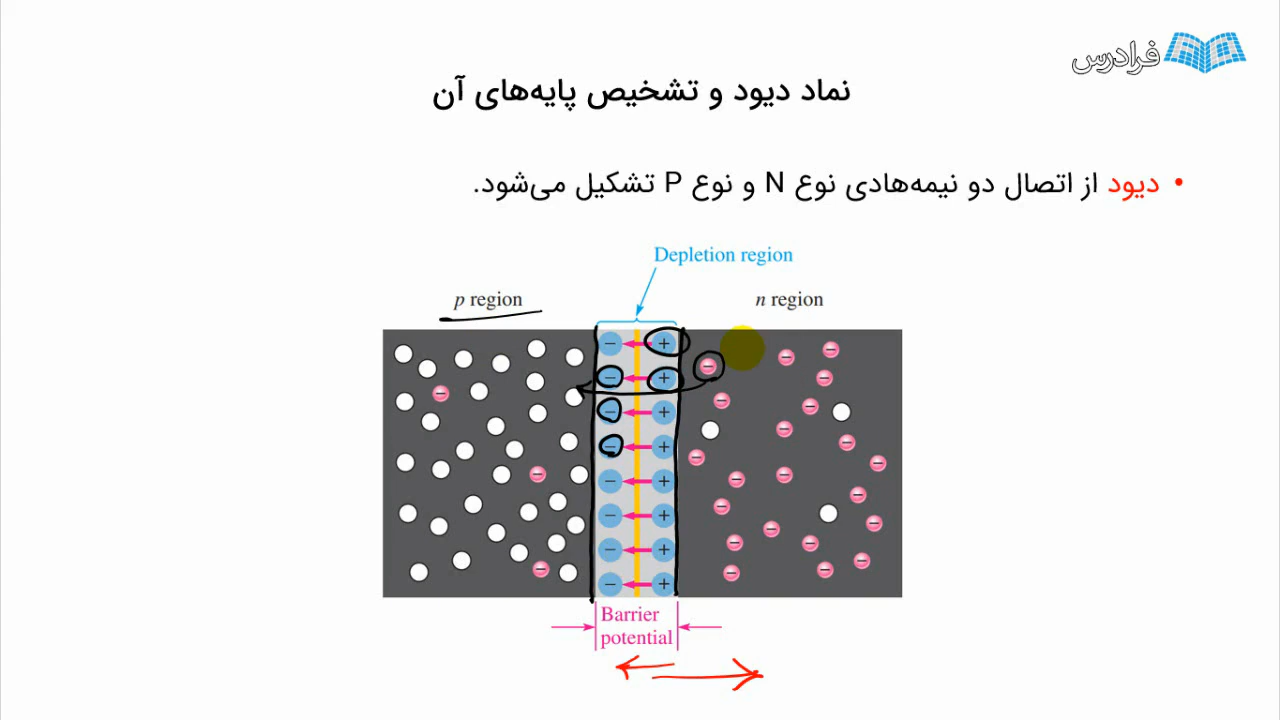 فرادرس
نماد دیود و تشخیص پایه‌های آن
• دیود از اتصال دو نیمه‌هادی نوع N و نوع P تشکیل می‌شود.
Depletion region
p region
n region
Barrier
potential